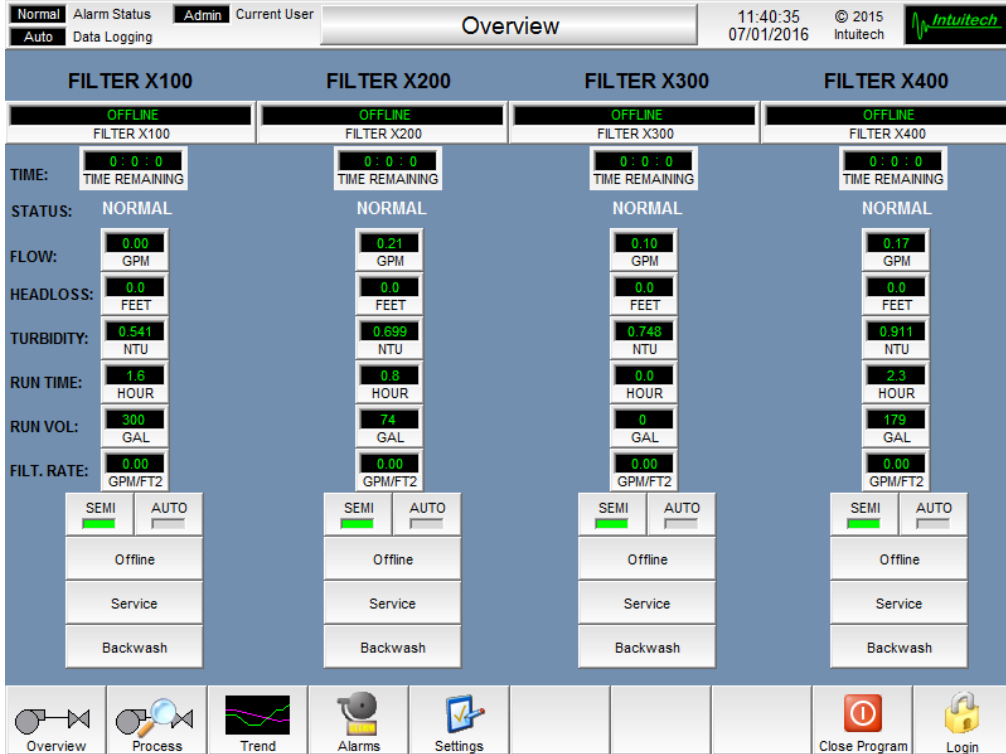 Normal Alarm Status Admin Current User
Auto Data Logging
Overview
11:40:35
07/01/2016
© 2015
Intuitech
Intuitech
FILTER X100 FILTER X200 FILTER X300 FILTER X400
OFFLINE OFFLINE OFFLINE OFFLINE
FILTER X100 FILTER X200 FILTER X300 FILTER X400
TIME: 0 : 0 : 0 0 : 0 : 0 0 : 0 : 0 0 : 0 : 0
TIME REMAINING TIME REMAINING TIME REMAINING TIME REMAINING
STATUS: NORMAL NORMAL NORMAL NORMAL
FLOW: 0.00 0.21 0.10 0.17
GPM GPM GPM GPM
HEADLOSS: 0.0 0.0 0.0 0.0
FEET FEET FEET FEET
TURBIDITY: 0.541 0.699 0.748 0.911
NTU NTU NTU NTU
RUN TIME: 1.6 0.8 0.0 2.3
HOUR HOUR HOUR HOUR
RUN VOL: 300 74 0 179
GAL GAL GAL GAL
FILT. RATE: 0.00 0.00 0.00 0.00
GPM/FT2 GPM/FT2 GPM/FT2 GPM/FT2
SEMI AUTO SEMI AUTO SEMI AUTO SEMI AUTO
Offline Offline Offline Offline
Service Service Service Service
Backwash Backwash Backwash Backwash
Overview Process Trend Alarms Settings Close Program Login